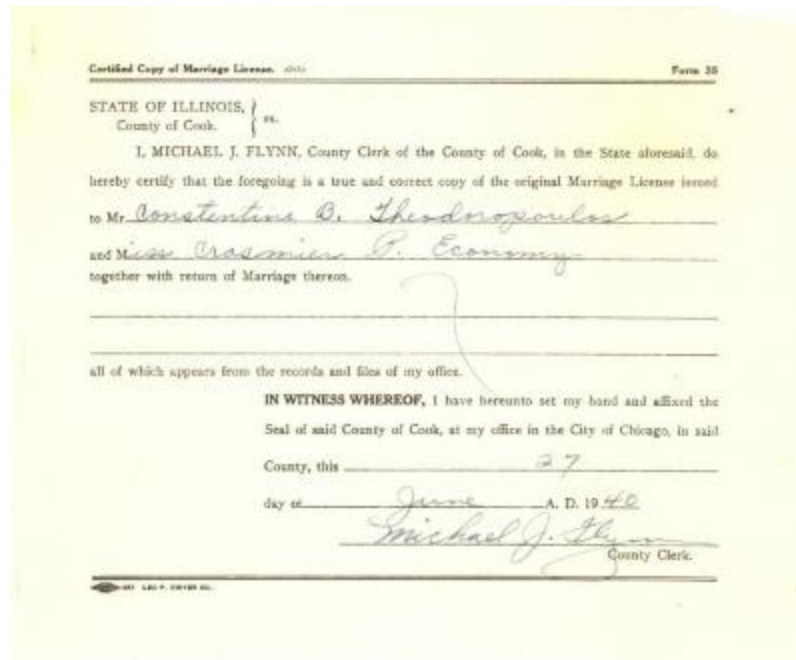 Certified Copy of Marriage License. Form 35
STATE OF ILLINOIS,
County of Cook. } ss.
I, MICHAEL J. FLYNN, County Clerk of the County of Cook, in the State aforesaid, do
hereby certify that the foregoing is a true and correct copy of the original Marriage License issued
to Mr Constentine B. Theodoropoulos
and Miss Crasmier P. Economy
together with return of Marriage thereon.
all of which appears from the records and files of my office.
IN WITNESS WHEREOF, I have hereunto set my hand and affixed the
Seal of said County of Cook, at my office in the City of Chicago, in said
County, this 27
day of June A. D. 1940
Michael J. Flynn
County Clerk.